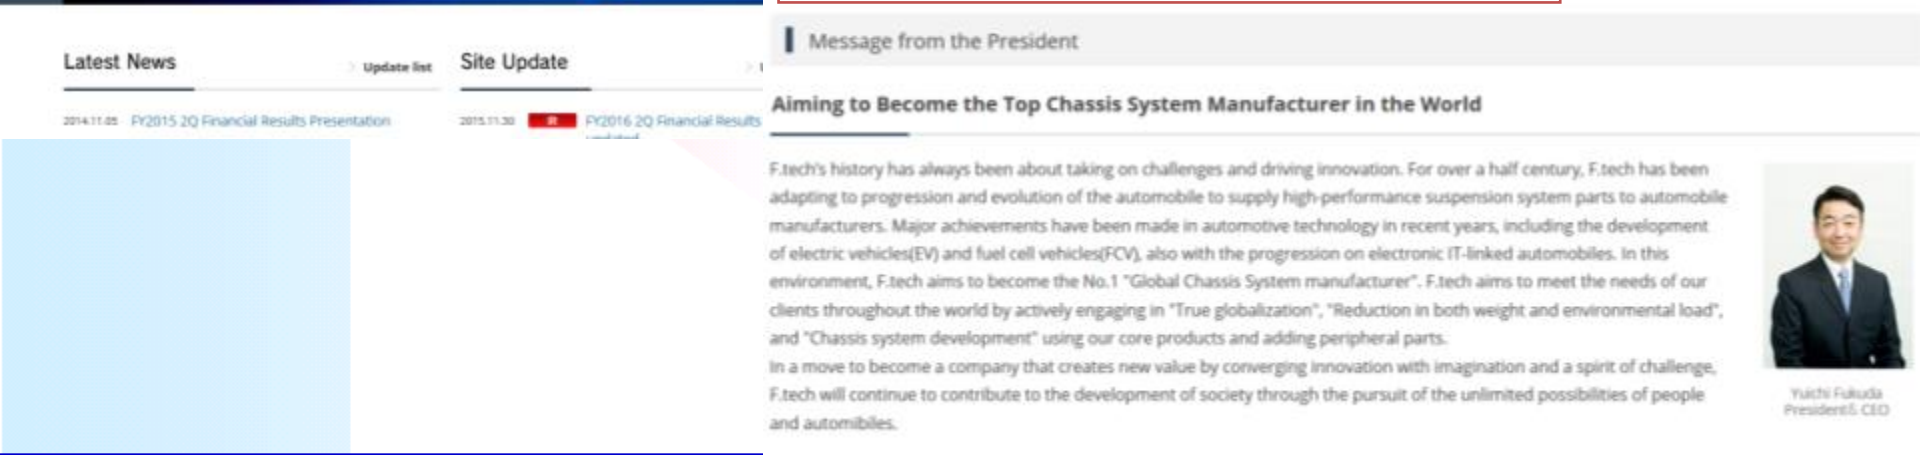 Latest News
Update list
2014.11.05 FY2015 2Q Financial Results Presentation
Site Update
2015.11.30 IR FY2016 2Q Financial Results
updated
Message from the President
Aiming to Become the Top Chassis System Manufacturer in the World
F.tech's history has always been about taking on challenges and driving innovation. For over a half century, F.tech has been
adapting to progression and evolution of the automobile to supply high-performance suspension system parts to automobile
manufacturers. Major achievements have been made in automotive technology in recent years, including the development
of electric vehicles(EV) and fuel cell vehicles(FCV), also with the progression on electronic IT-linked automobiles. In this
environment, F.tech aims to become the No.1 "Global Chassis System manufacturer". F.tech aims to meet the needs of our
clients throughout the world by actively engaging in "True globalization", "Reduction in both weight and environmental load",
and "Chassis system development" using our core products and adding peripheral parts.
In a move to become a company that creates new value by converging innovation with imagination and a spirit of challenge,
F.tech will continue to contribute to the development of society through the pursuit of the unlimited possibilities of people
and automibiles.
Yuichi Fukuda
President& CEO